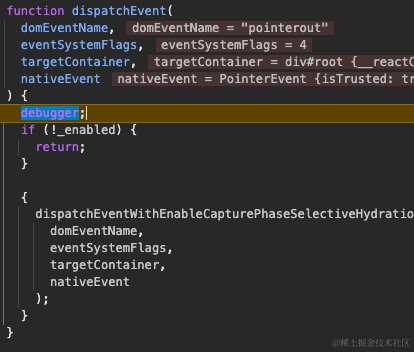 function dispatchEvent(
domEventName, domEventName = "pointerout"
eventSystemFlags, eventSystemFlags = 4
targetContainer, targetContainer = div#root {__reactC
nativeEvent nativeEvent = PointerEvent {isTrusted: tr
) {
debugger;
if (!_enabled) {
return;
}
{
dispatchEventWithEnableCapturePhaseSelectiveHydratio
domEventName,
eventSystemFlags,
targetContainer,
nativeEvent
);
}
}
@稀土掘金技术社区